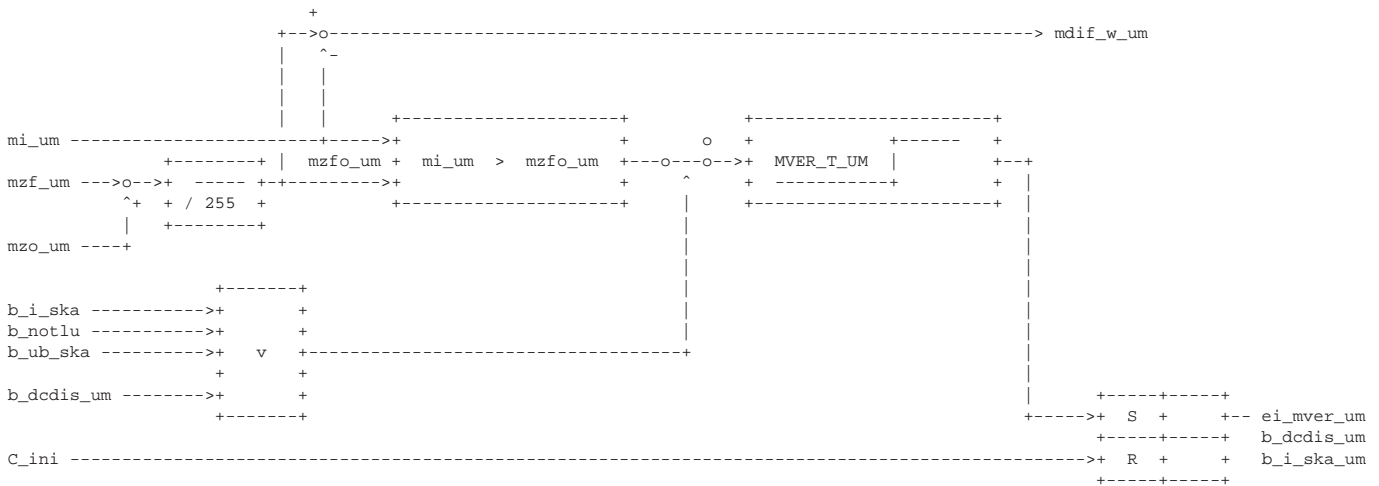 +
o mdif_w_um
-
mi_um o
mzfo_um mi_um > mzfo_um MVER_T_UM
mzf_um o o o
+ / 255
mzo_um
b_i_ska
b_notlu
b_ub_ska v
b_dcdis_um
S ei_mver_um
b_dcdis_um
C_ini R b_i_ska_um